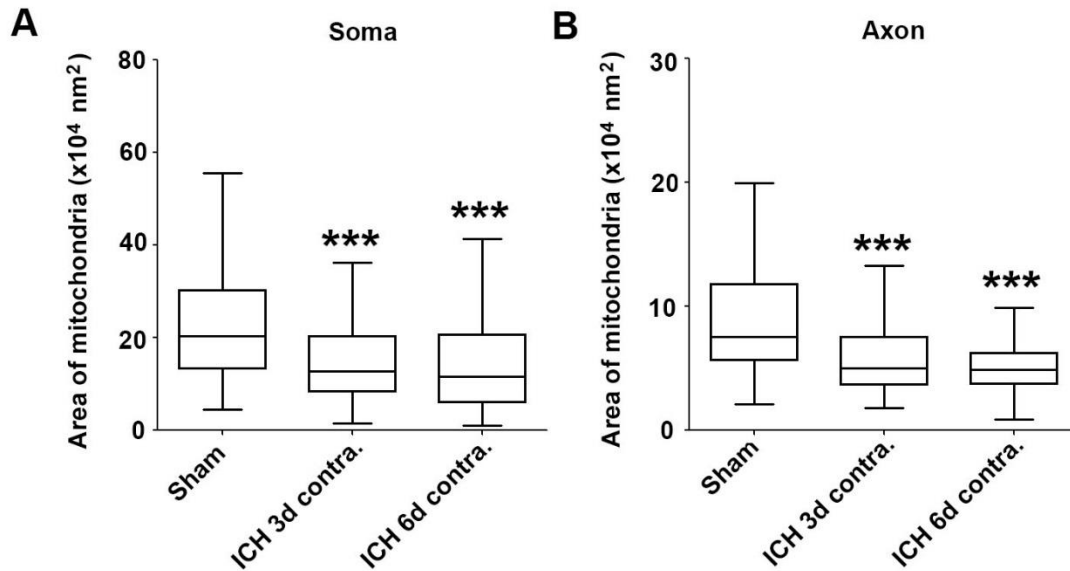 A
Soma
Area of mitochondria (x10⁴ nm²)
80
60
40
20
0
***
***
Sham
ICH 3d contra.
ICH 6d contra.
B
Axon
Area of mitochondria (x10⁴ nm²)
30
20
10
0
***
***
Sham
ICH 3d contra.
ICH 6d contra.